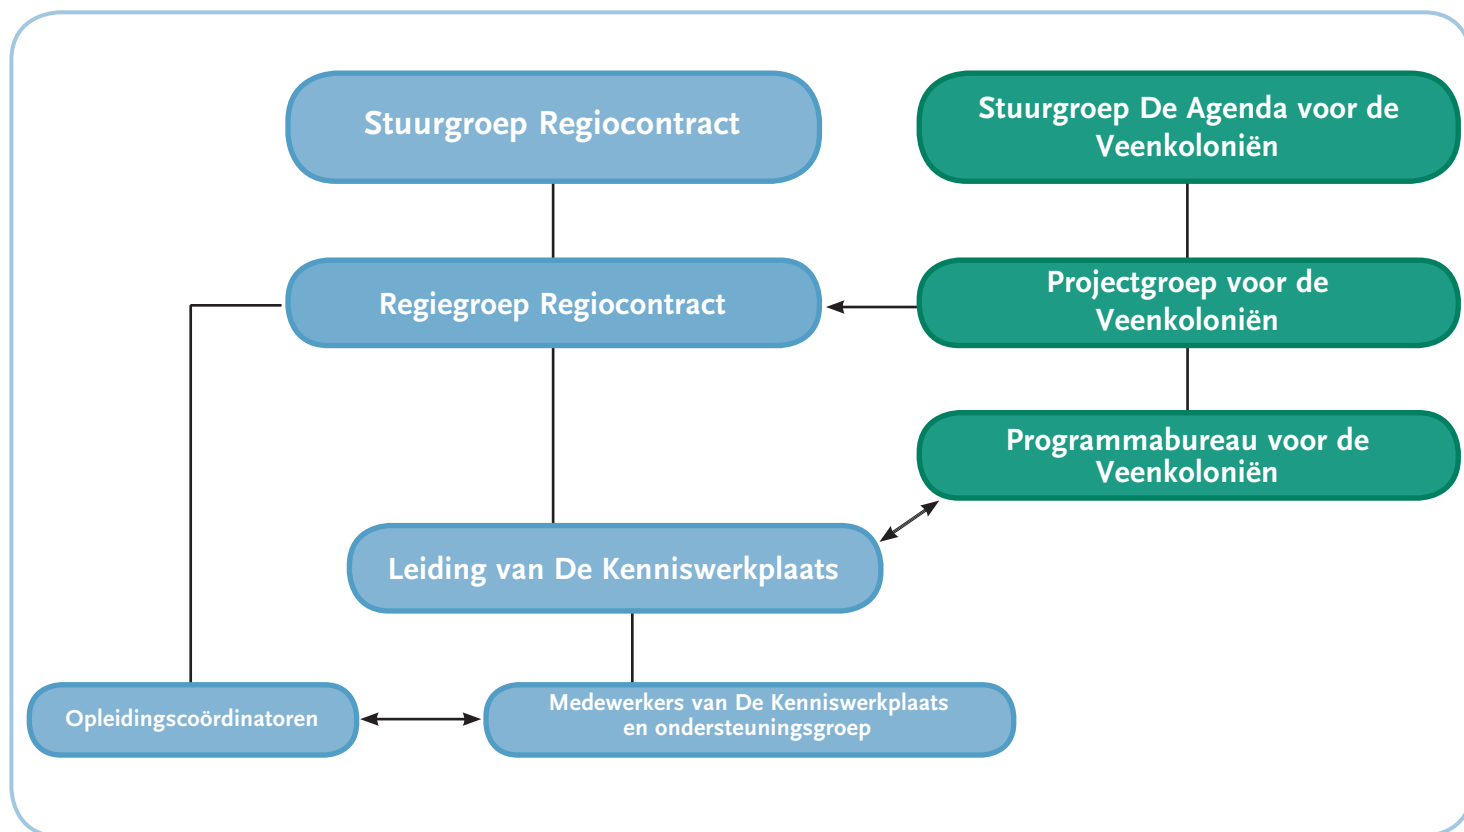 Stuurgroep Regiocontract
Stuurgroep De Agenda voor de
Veenkoloniën
Regiegroep Regiocontract
Projectgroep voor de
Veenkoloniën
Programmabureau voor de
Veenkoloniën
Leiding van De Kenniswerkplaats
Opleidingscoördinatoren
Medewerkers van De Kenniswerkplaats
en ondersteuningsgroep